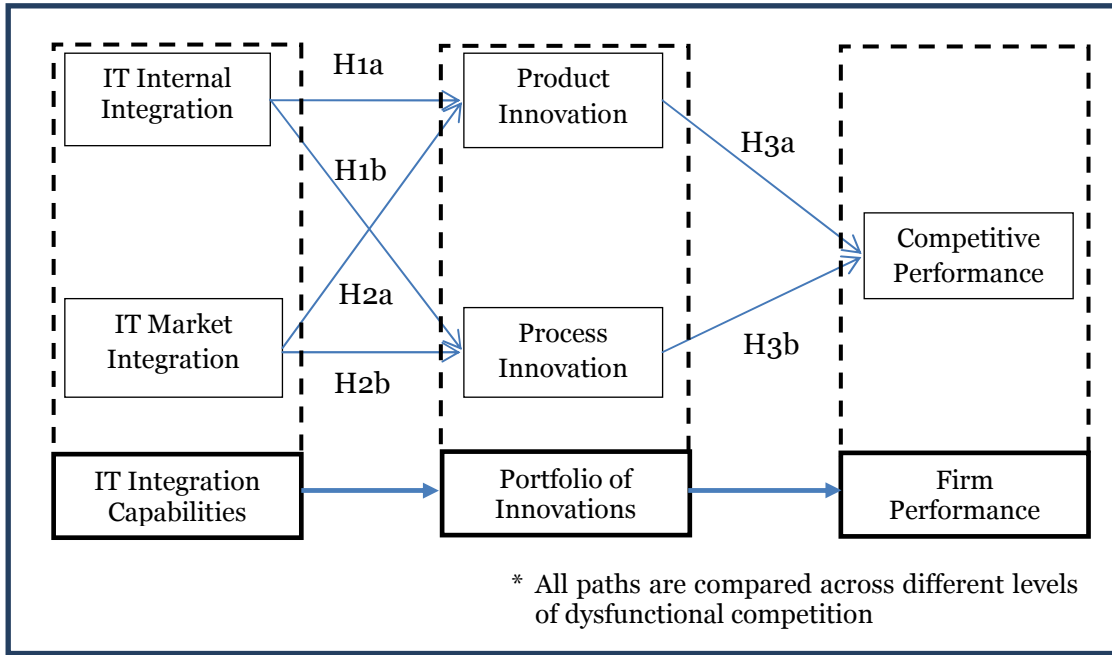 IT Internal
Integration
H1a
Product
Innovation
H1b
H3a
Competitive
Performance
H2a
IT Market
Integration
Process
Innovation
H3b
H2b
IT Integration
Capabilities
Portfolio of
Innovations
Firm
Performance
* All paths are compared across different levels
of dysfunctional competition